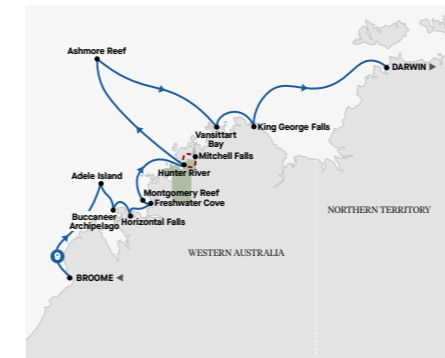 Ashmore Reef
DARWIN
Vansittart
Bay
King George Falls
Mitchell Falls
Hunter River
Adele Island
Montgomery Reef
Freshwater Cove
Buccaneer
Archipelago
Horizontal Falls
NORTHERN TERRITORY
WESTERN AUSTRALIA
BROOME